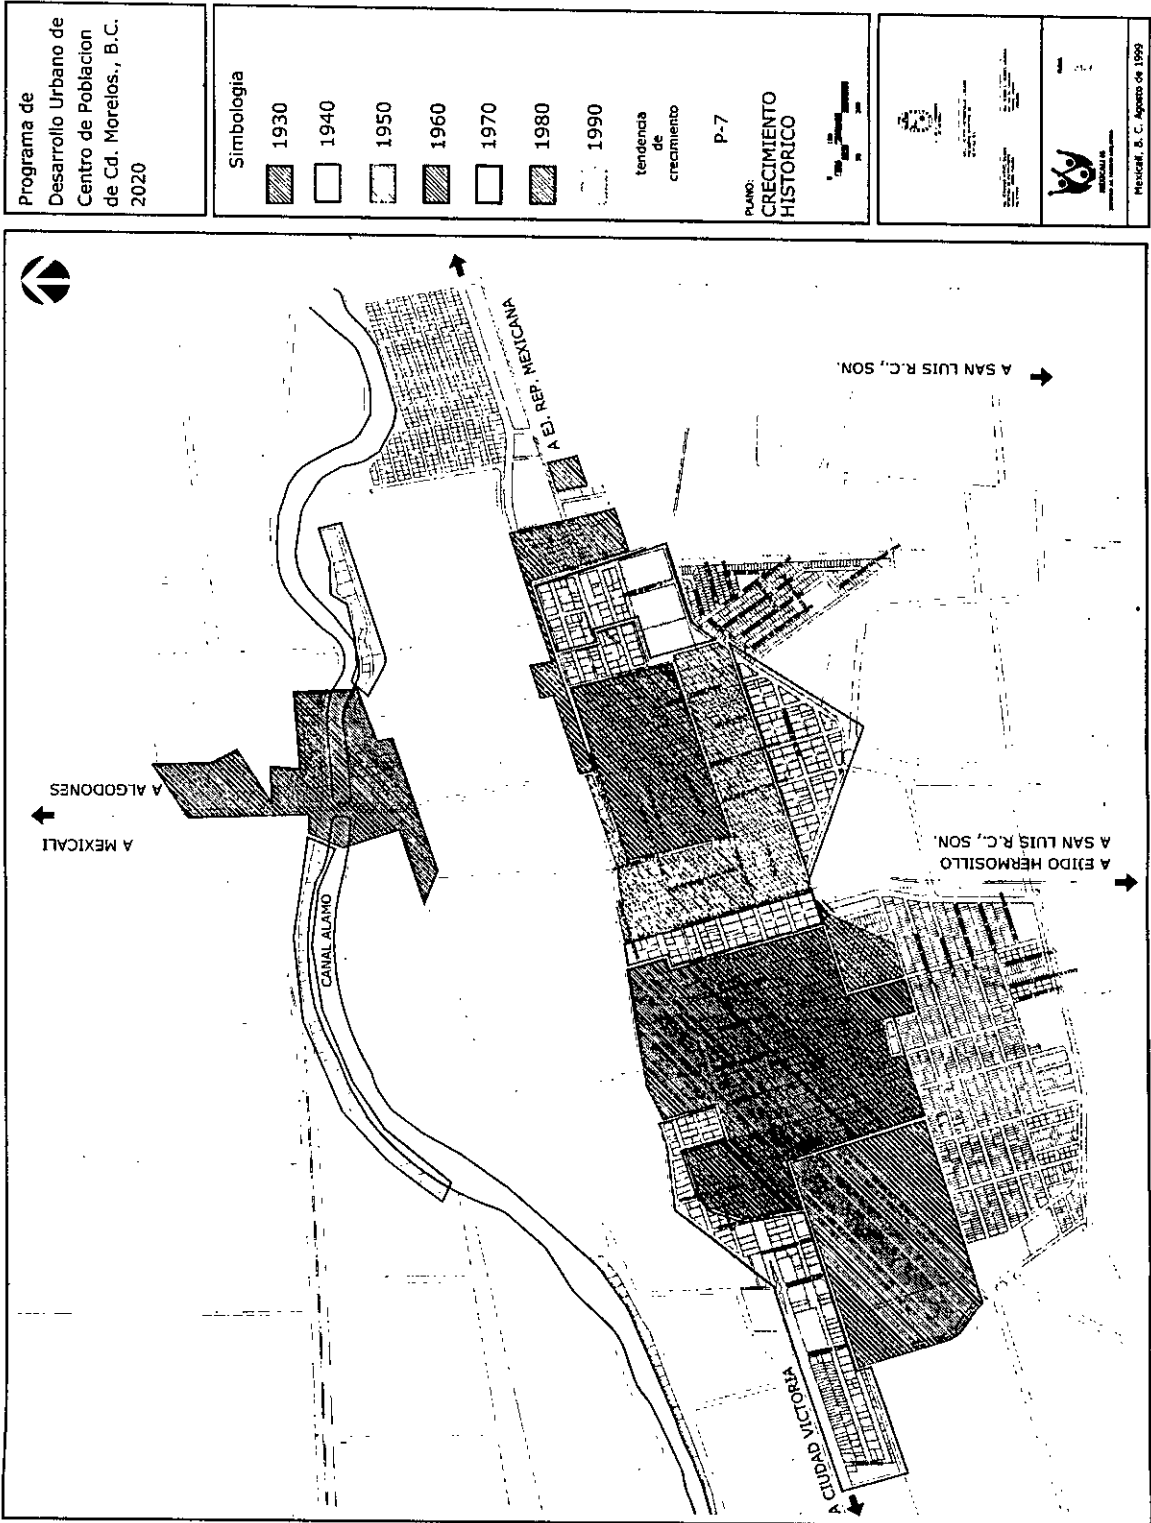 Programa de
Desarrollo Urbano de
Centro de Poblacion
de Cd. Morelos., B.C.
2020
Simbologia
1930
1940
1950
1960
1970
1980
1990
tendencia
de
crecimiento
P-7
PLANO:
CRECIMIENTO
HISTORICO
Mexicali, B. C. Agosto de 1999
A MEXICALI
A ALGODONES
CANAL ALAMO
A EJ. REP. MEXICANA
A SAN LUIS R.C., SON.
A EJIDO HERMOSILLO
A SAN LUIS R.C., SON.
A CIUDAD VICTORIA